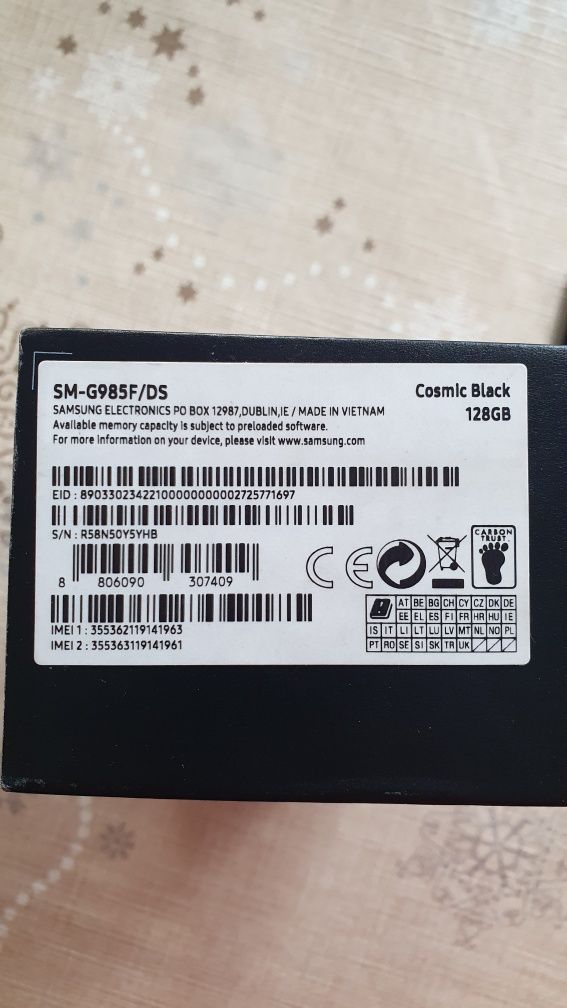 SM-G985F/DS
Cosmic Black
SAMSUNG ELECTRONICS PO BOX 12987,DUBLIN,IE / MADE IN VIETNAM
128GB
Available memory capacity is subject to preloaded software.
For more information on your device, please visit www.samsung.com
EID : 89033023422100000000002725771697
S/N : R58N50Y5YHB
8 806090 307409
CE
CARBON TRUST.
AT BE BG CH CY CZ DK DE
EE EL ES FI FR HR HU IE
IS IT LI LT LU LV MT NL NO PL
PT RO SE SI SK TR UK
IMEI 1 : 355362119141963
IMEI 2 : 355363119141961